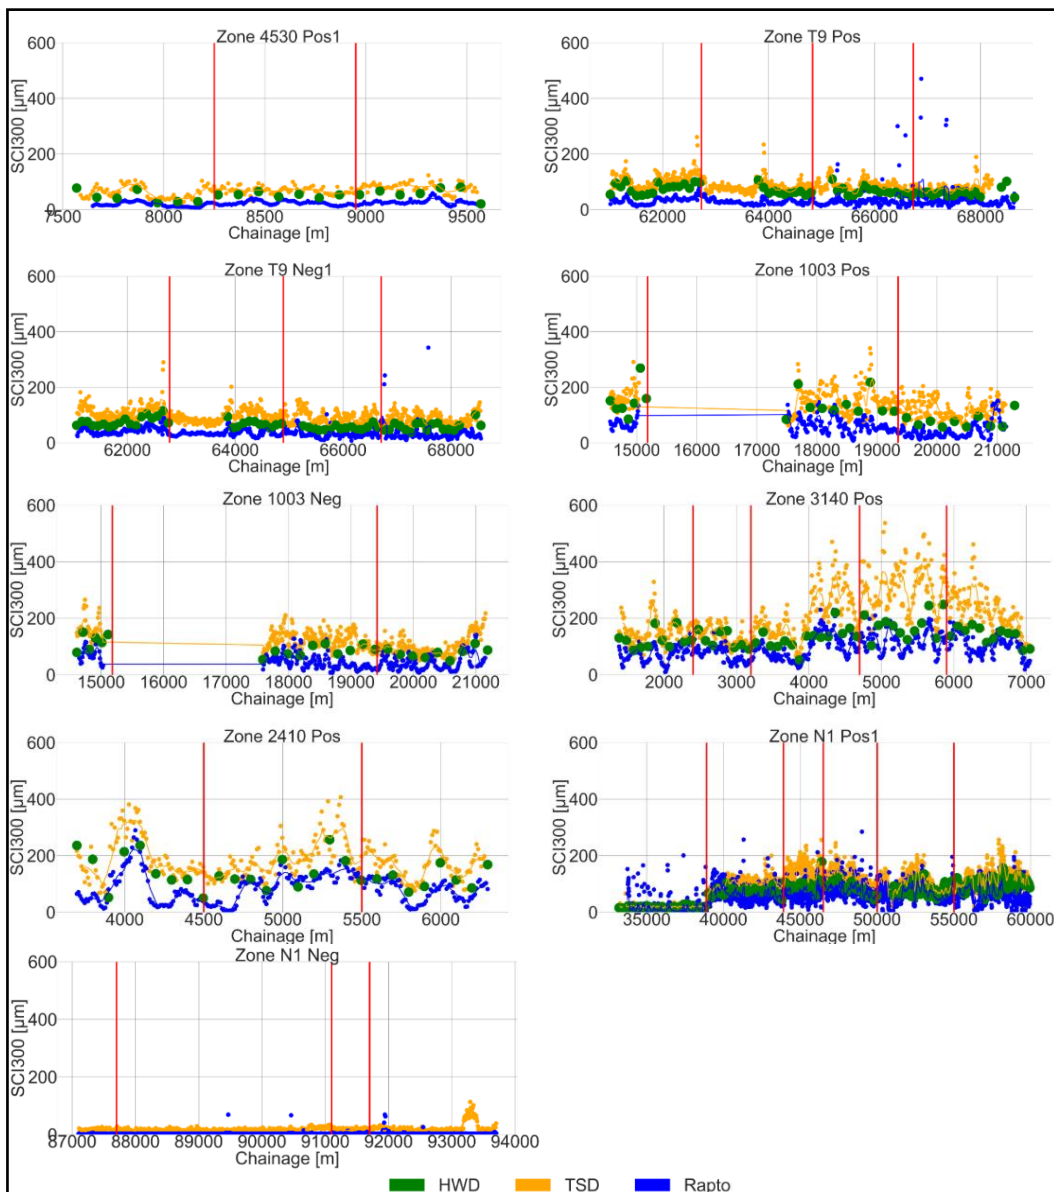 Zone 4530 Pos1
600
400
200
0
SCI300 [µm]
7500 8000 8500 9000 9500
Chainage [m]
Zone T9 Pos
600
400
200
0
SCI300 [µm]
62000 64000 66000 68000
Chainage [m]
Zone T9 Neg1
600
400
200
0
SCI300 [µm]
62000 64000 66000 68000
Chainage [m]
Zone 1003 Pos
600
400
200
0
SCI300 [µm]
15000 16000 17000 18000 19000 20000 21000
Chainage [m]
Zone 1003 Neg
600
400
200
0
SCI300 [µm]
15000 16000 17000 18000 19000 20000 21000
Chainage [m]
Zone 3140 Pos
600
400
200
0
SCI300 [µm]
2000 3000 4000 5000 6000 7000
Chainage [m]
Zone 2410 Pos
600
400
200
0
SCI300 [µm]
4000 4500 5000 5500 6000
Chainage [m]
Zone N1 Pos1
600
400
200
0
SCI300 [µm]
35000 40000 45000 50000 55000 60000
Chainage [m]
Zone N1 Neg
600
400
200
0
SCI300 [µm]
87000 88000 89000 90000 91000 92000 93000 94000
Chainage [m]
HWD TSD Rapto